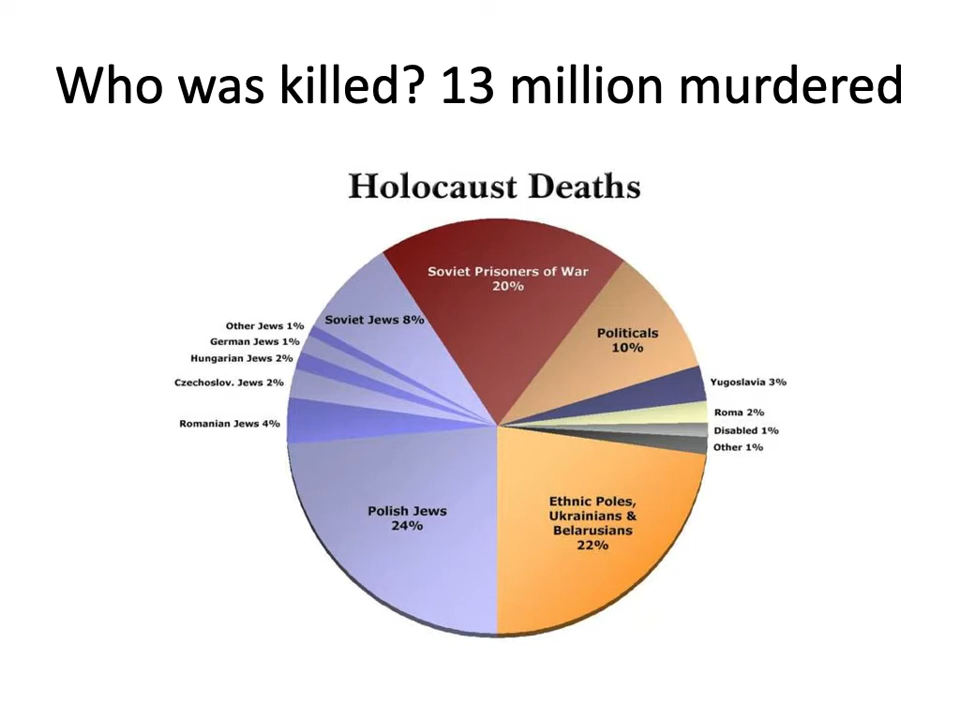 Who was killed? 13 million murdered
Holocaust Deaths
Soviet Prisoners of War
20%
Politicals
10%
Yugoslavia 3%
Roma 2%
Disabled 1%
Other 1%
Ethnic Poles,
Ukrainians &
Belarusians
22%
Polish Jews
24%
Romanian Jews 4%
Czechoslov. Jews 2%
Hungarian Jews 2%
German Jews 1%
Other Jews 1%
Soviet Jews 8%